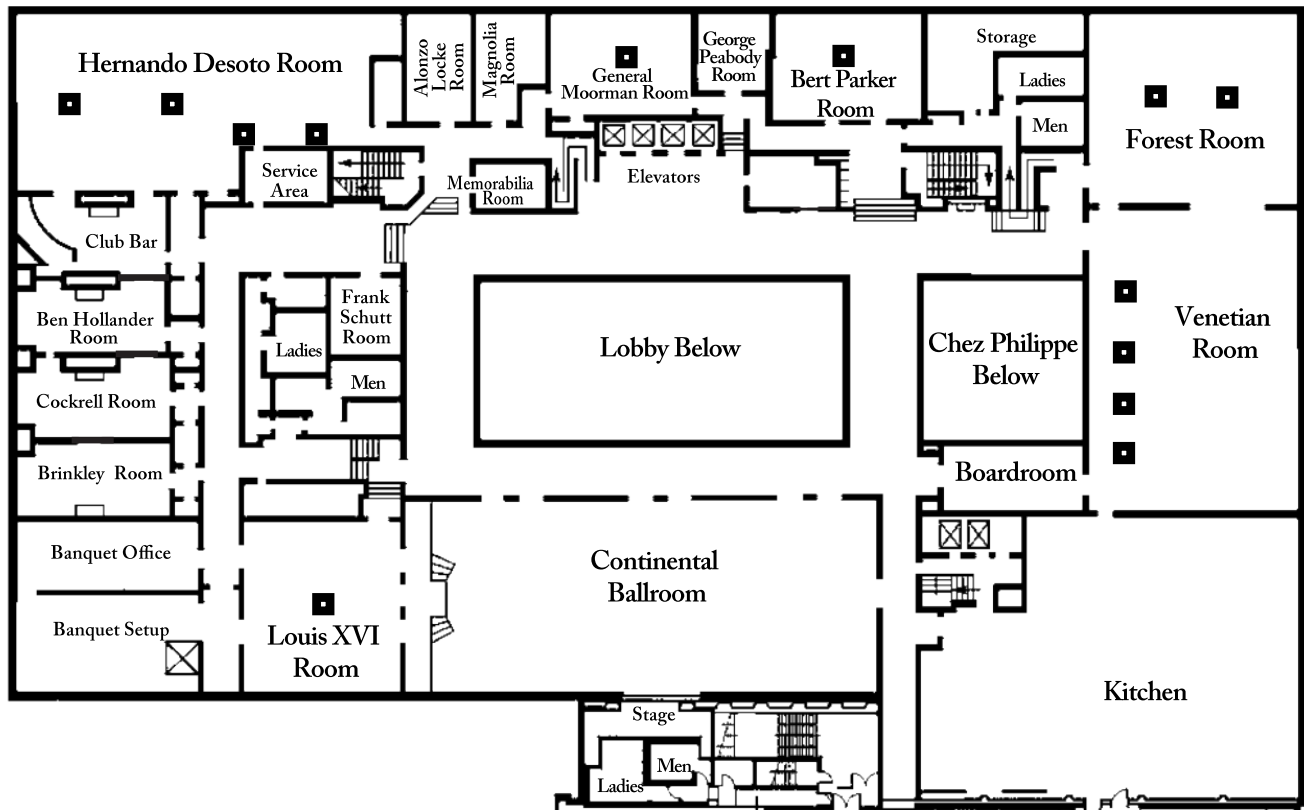 Hernando Desoto Room
Alonzo
Locke
Room
Magnolia
Room
General
Moorman Room
George
Peabody
Room
Bert Parker
Room
Storage
Ladies
Men
Forest Room
Service
Area
Memorabilia
Room
Elevators
Club Bar
Ben Hollander
Room
Frank
Schutt
Room
Ladies
Men
Lobby Below
Chez Philippe
Below
Venetian
Room
Cockrell Room
Brinkley Room
Boardroom
Banquet Office
Banquet Setup
Louis XVI
Room
Continental
Ballroom
Kitchen
Stage
Men
Ladies